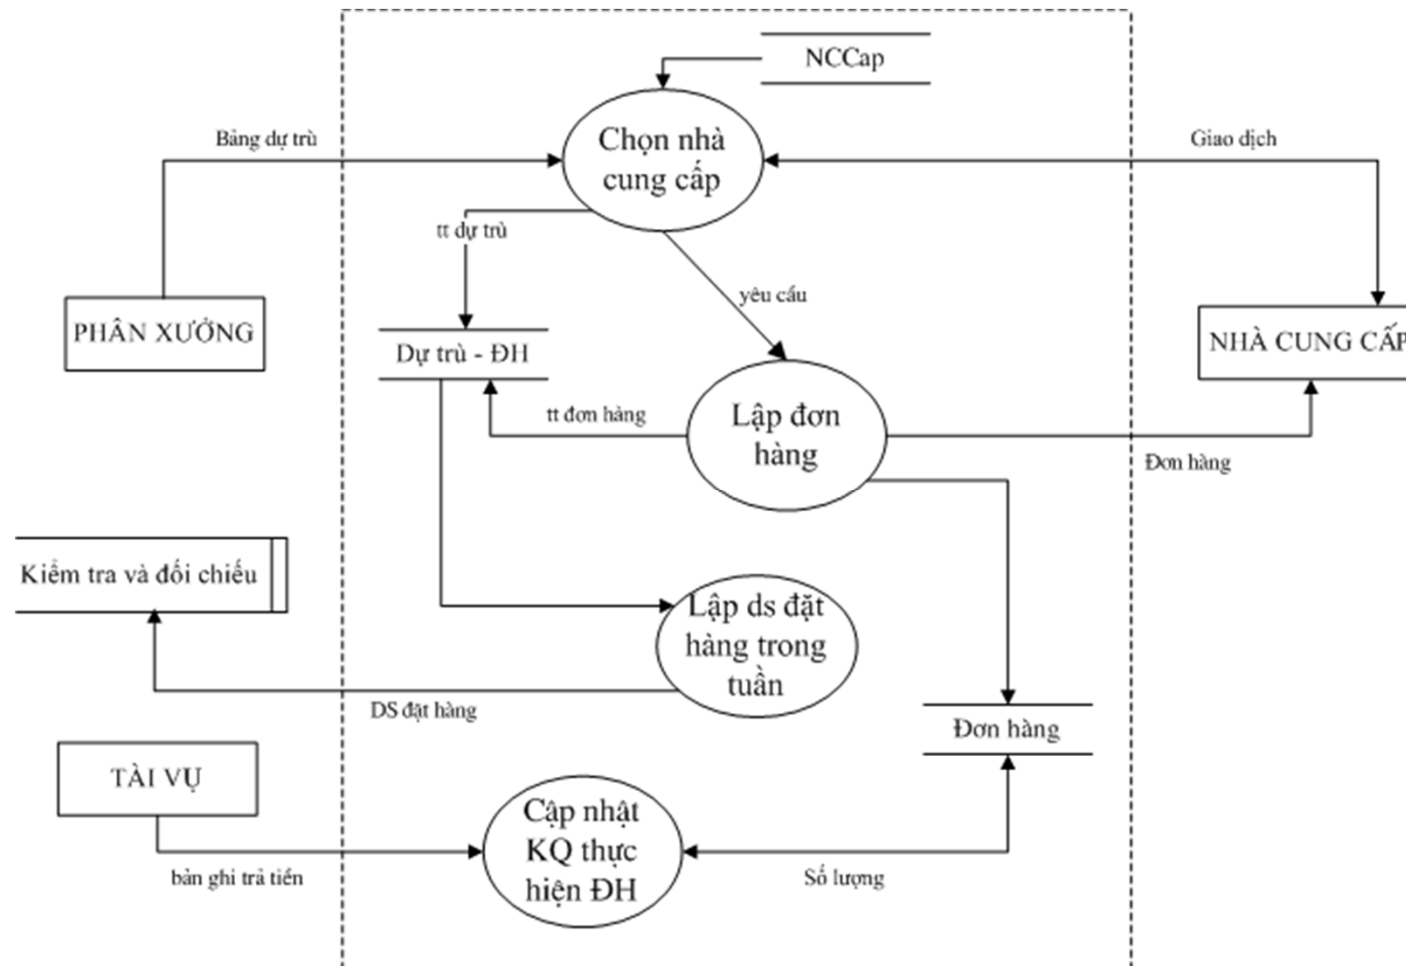 NCCap
Bảng dự trù
Chọn nhà
cung cấp
Giao dịch
tt dự trù
yêu cầu
PHÂN XƯỞNG
Dự trù - ĐH
NHÀ CUNG CẤP
tt đơn hàng
Lập đơn
hàng
Đơn hàng
Kiểm tra và đối chiếu
Lập ds đặt
hàng trong
tuần
DS đặt hàng
Đơn hàng
TÀI VỤ
Cập nhật
KQ thực
hiện ĐH
bản ghi trả tiền
Số lượng